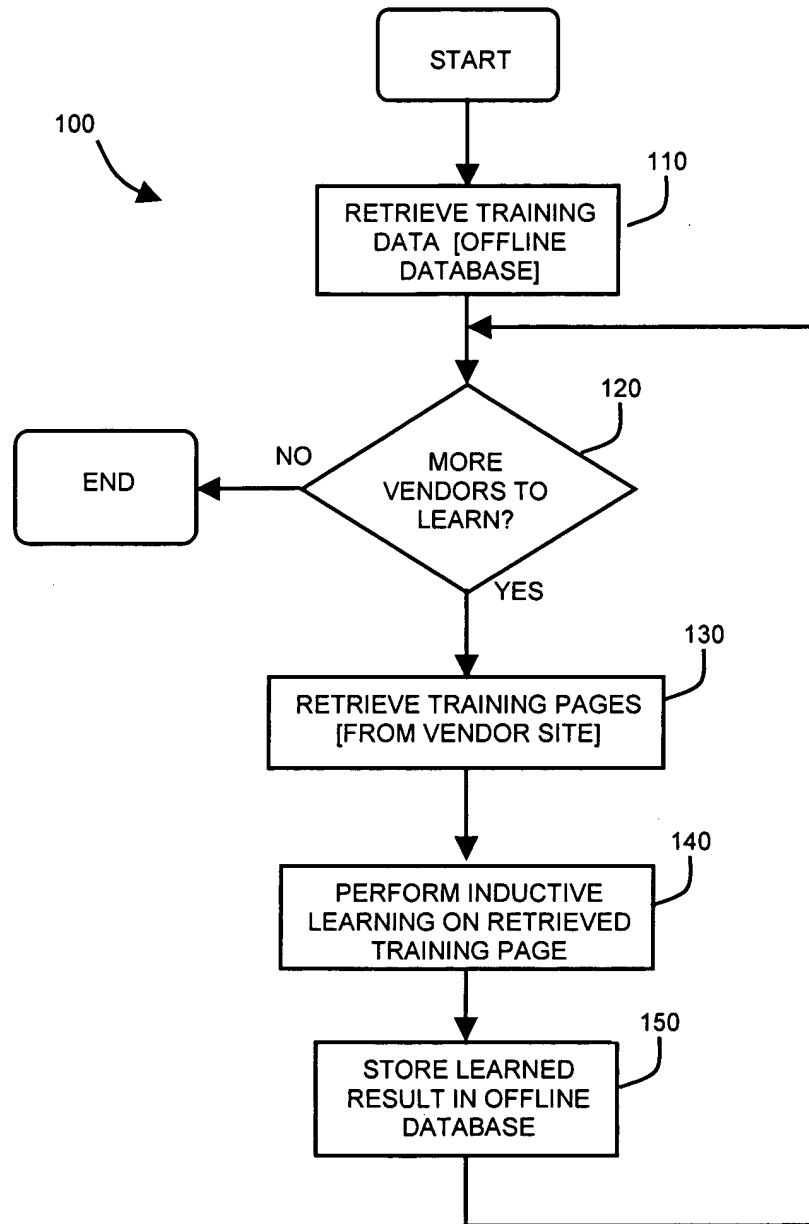 START
100
110
RETRIEVE TRAINING
DATA [OFFLINE
DATABASE]
120
NO
END
MORE
VENDORS TO
LEARN?
YES
130
RETRIEVE TRAINING PAGES
[FROM VENDOR SITE]
140
PERFORM INDUCTIVE
LEARNING ON RETRIEVED
TRAINING PAGE
150
STORE LEARNED
RESULT IN OFFLINE
DATABASE